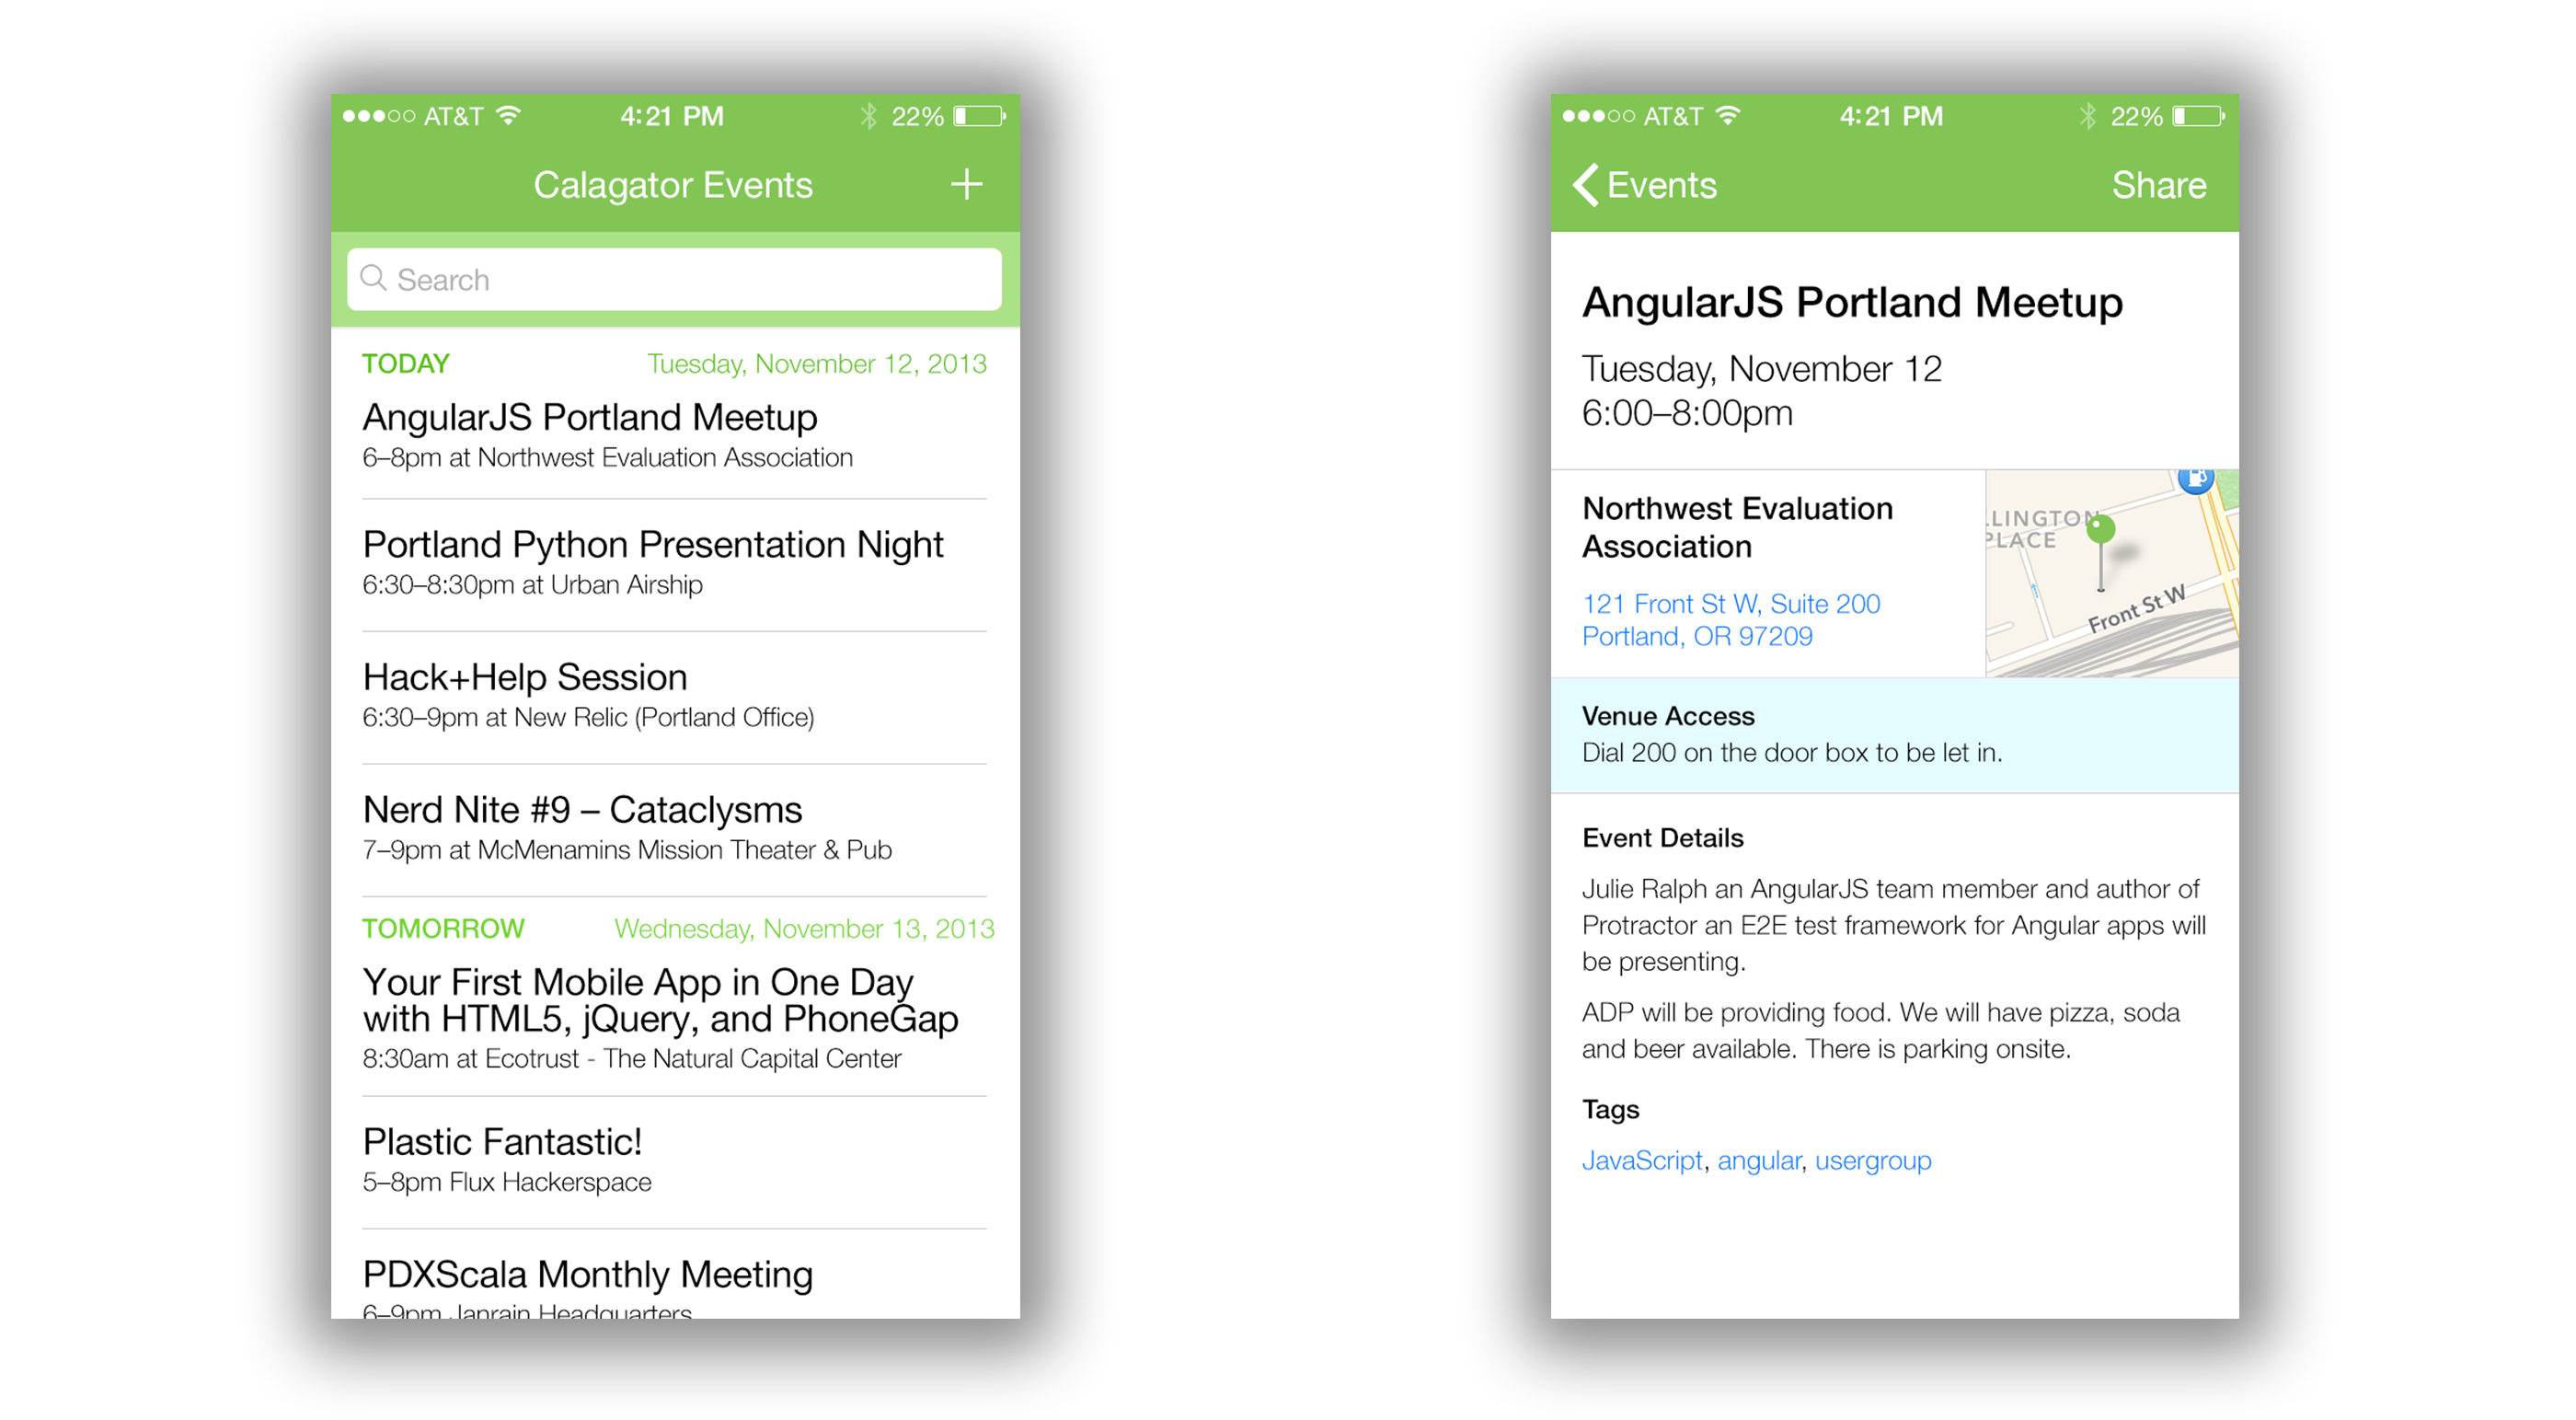 AT&T 4:21 PM 22%
Calagator Events +
Search
TODAY Tuesday, November 12, 2013
AngularJS Portland Meetup
6–8pm at Northwest Evaluation Association
Portland Python Presentation Night
6:30–8:30pm at Urban Airship
Hack+Help Session
6:30–9pm at New Relic (Portland Office)
Nerd Nite #9 – Cataclysms
7–9pm at McMenamins Mission Theater & Pub
TOMORROW Wednesday, November 13, 2013
Your First Mobile App in One Day
with HTML5, jQuery, and PhoneGap
8:30am at Ecotrust - The Natural Capital Center
Plastic Fantastic!
5–8pm Flux Hackerspace
PDXScala Monthly Meeting
6–9pm Janrain Headquarters
AT&T 4:21 PM 22%
Events Share
AngularJS Portland Meetup
Tuesday, November 12
6:00–8:00pm
Northwest Evaluation
Association
121 Front St W, Suite 200
Portland, OR 97209
LLINGTON
PLACE
Front St W
Venue Access
Dial 200 on the door box to be let in.
Event Details
Julie Ralph an AngularJS team member and author of
Protractor an E2E test framework for Angular apps will
be presenting.
ADP will be providing food. We will have pizza, soda
and beer available. There is parking onsite.
Tags
JavaScript, angular, usergroup